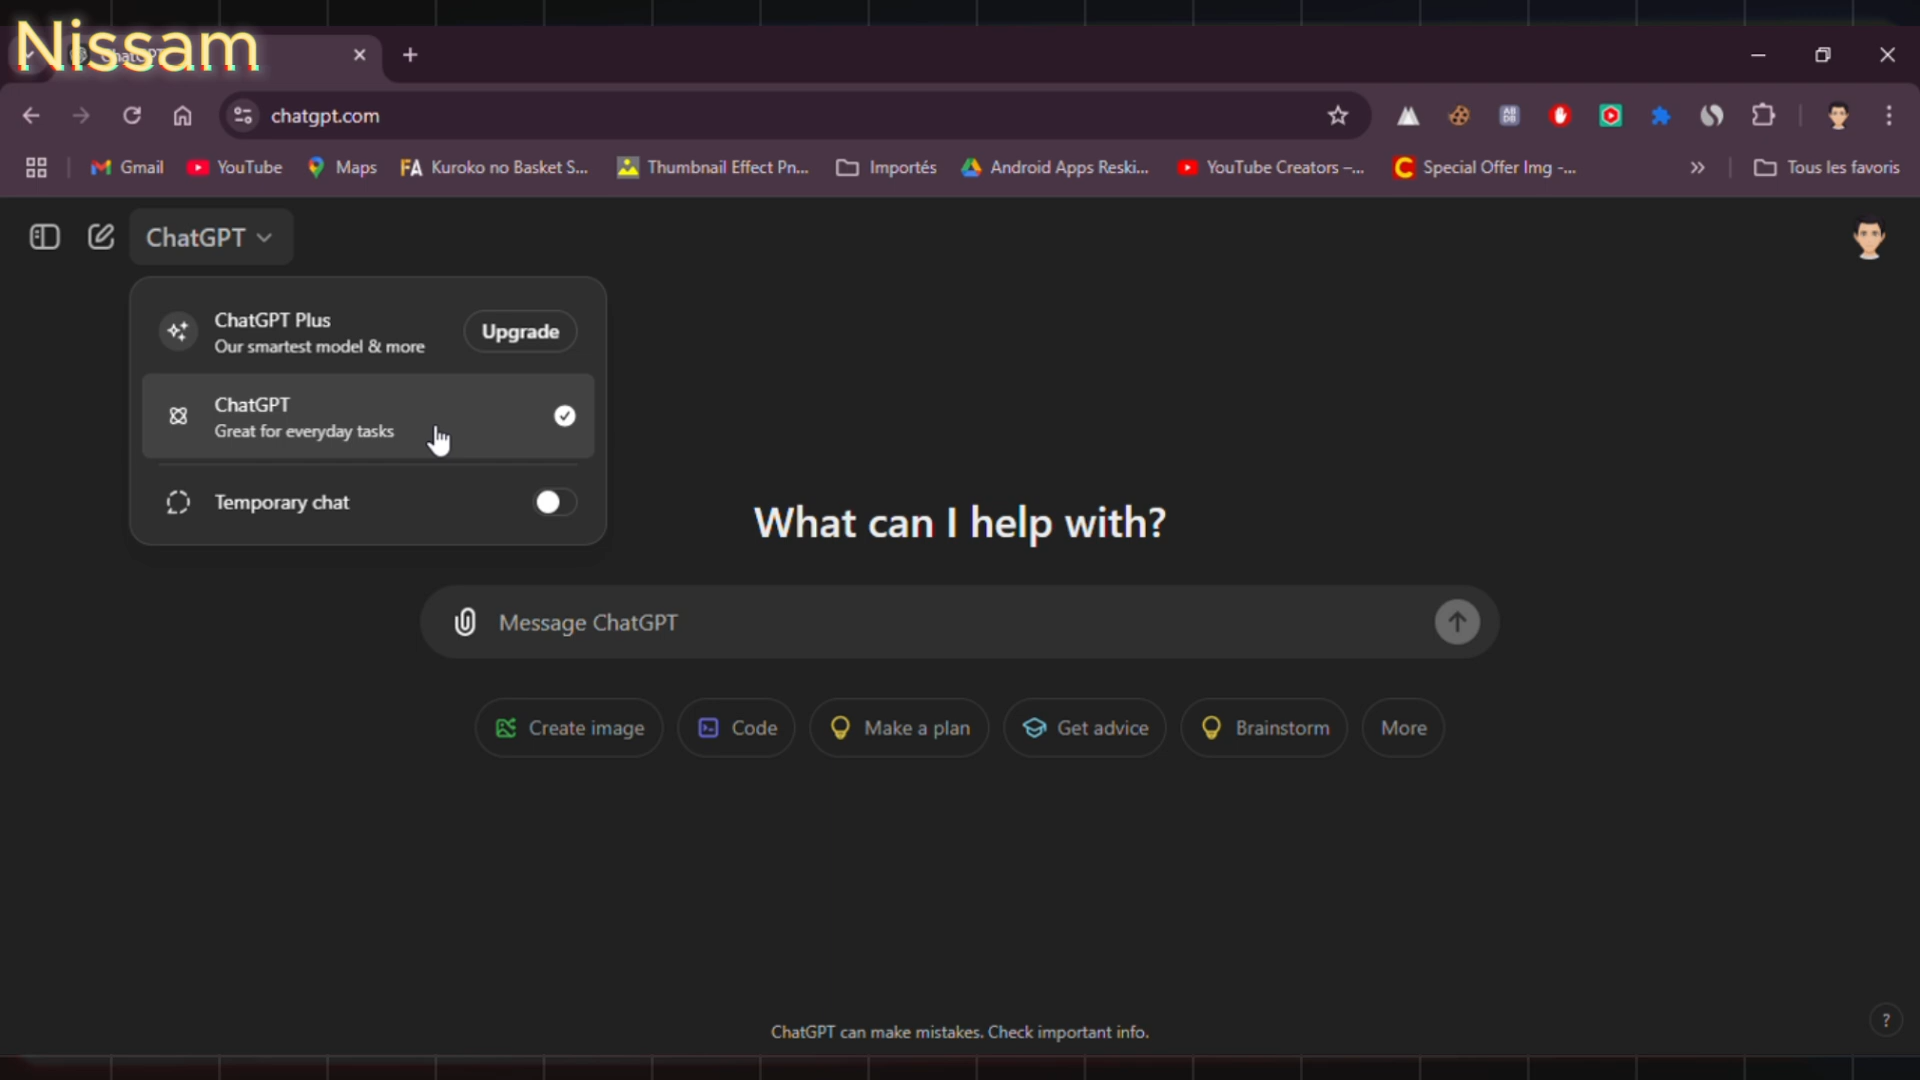 Nissam
ChatGPT
chatgpt.com
Gmail
YouTube
Maps
FA Kuroko no Basket S...
Thumbnail Effect Pn...
Importés
Android Apps Reski...
YouTube Creators –...
Special Offer Img -...
Tous les favoris
ChatGPT
ChatGPT Plus
Our smartest model & more
Upgrade
ChatGPT
Great for everyday tasks
Temporary chat
What can I help with?
Message ChatGPT
Create image
Code
Make a plan
Get advice
Brainstorm
More
ChatGPT can make mistakes. Check important info.
?